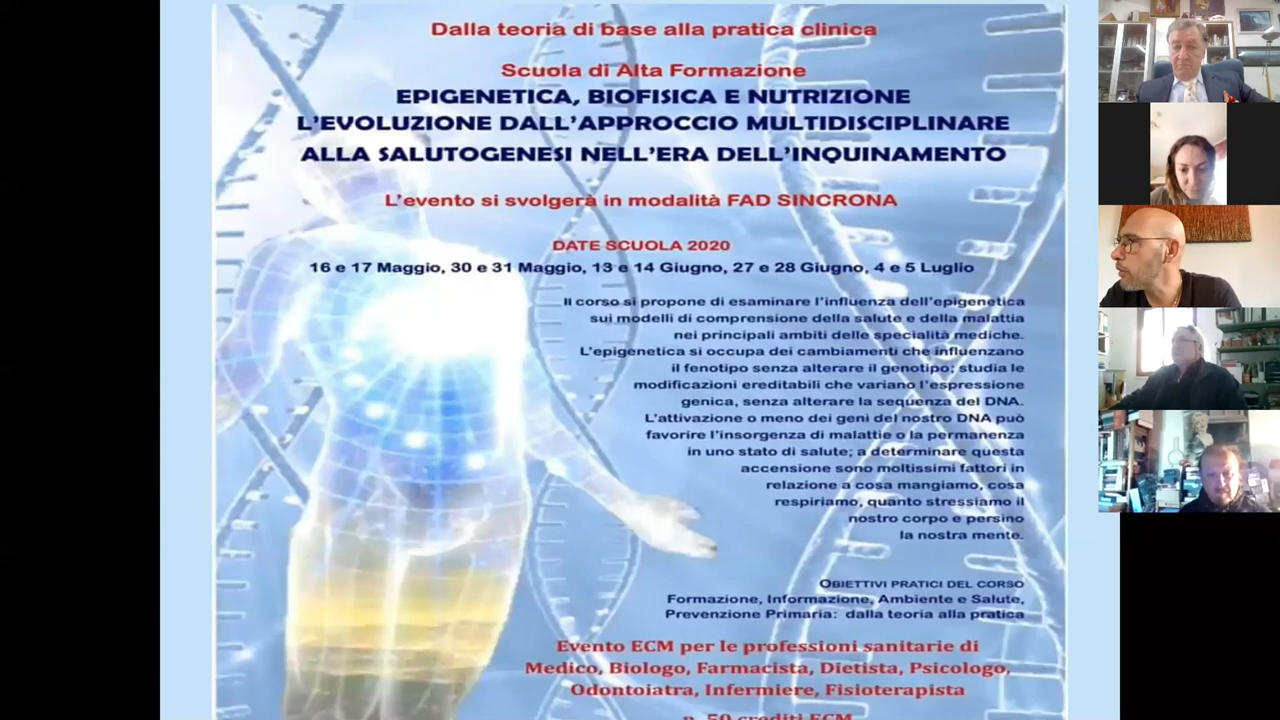 Dalla teoria di base alla pratica clinica
Scuola di Alta Formazione
EPIGENETICA, BIOFISICA E NUTRIZIONE
L'EVOLUZIONE DALL'APPROCCIO MULTIDISCIPLINARE
ALLA SALUTOGENESI NELL'ERA DELL'INQUINAMENTO
L'evento si svolgerà in modalità FAD SINCRONA
DATE SCUOLA 2020
16 e 17 Maggio, 30 e 31 Maggio, 13 e 14 Giugno, 27 e 28 Giugno, 4 e 5 Luglio
Il corso si propone di esaminare l'influenza dell'epigenetica
sui modelli di comprensione della salute e della malattia
nei principali ambiti delle specialità mediche.
L'epigenetica si occupa dei cambiamenti che influenzano
il fenotipo senza alterare il genotipo; studia le
modificazioni ereditabili che variano l'espressione
genica, senza alterare la sequenza del DNA.
L'attivazione o meno dei geni del nostro DNA può
favorire l'insorgenza di malattie o la permanenza
in uno stato di salute; a determinare questa
accensione sono moltissimi fattori in
relazione a cosa mangiamo, cosa
respiriamo, quanto stressiamo il
nostro corpo e persino
la nostra mente.
OBIETTIVI PRATICI DEL CORSO
Formazione, Informazione, Ambiente e Salute,
Prevenzione Primaria: dalla teoria alla pratica
Evento ECM per le professioni sanitarie di
Medico, Biologo, Farmacista, Dietista, Psicologo,
Odontoiatra, Infermiere, Fisioterapista
n. 50 crediti ECM